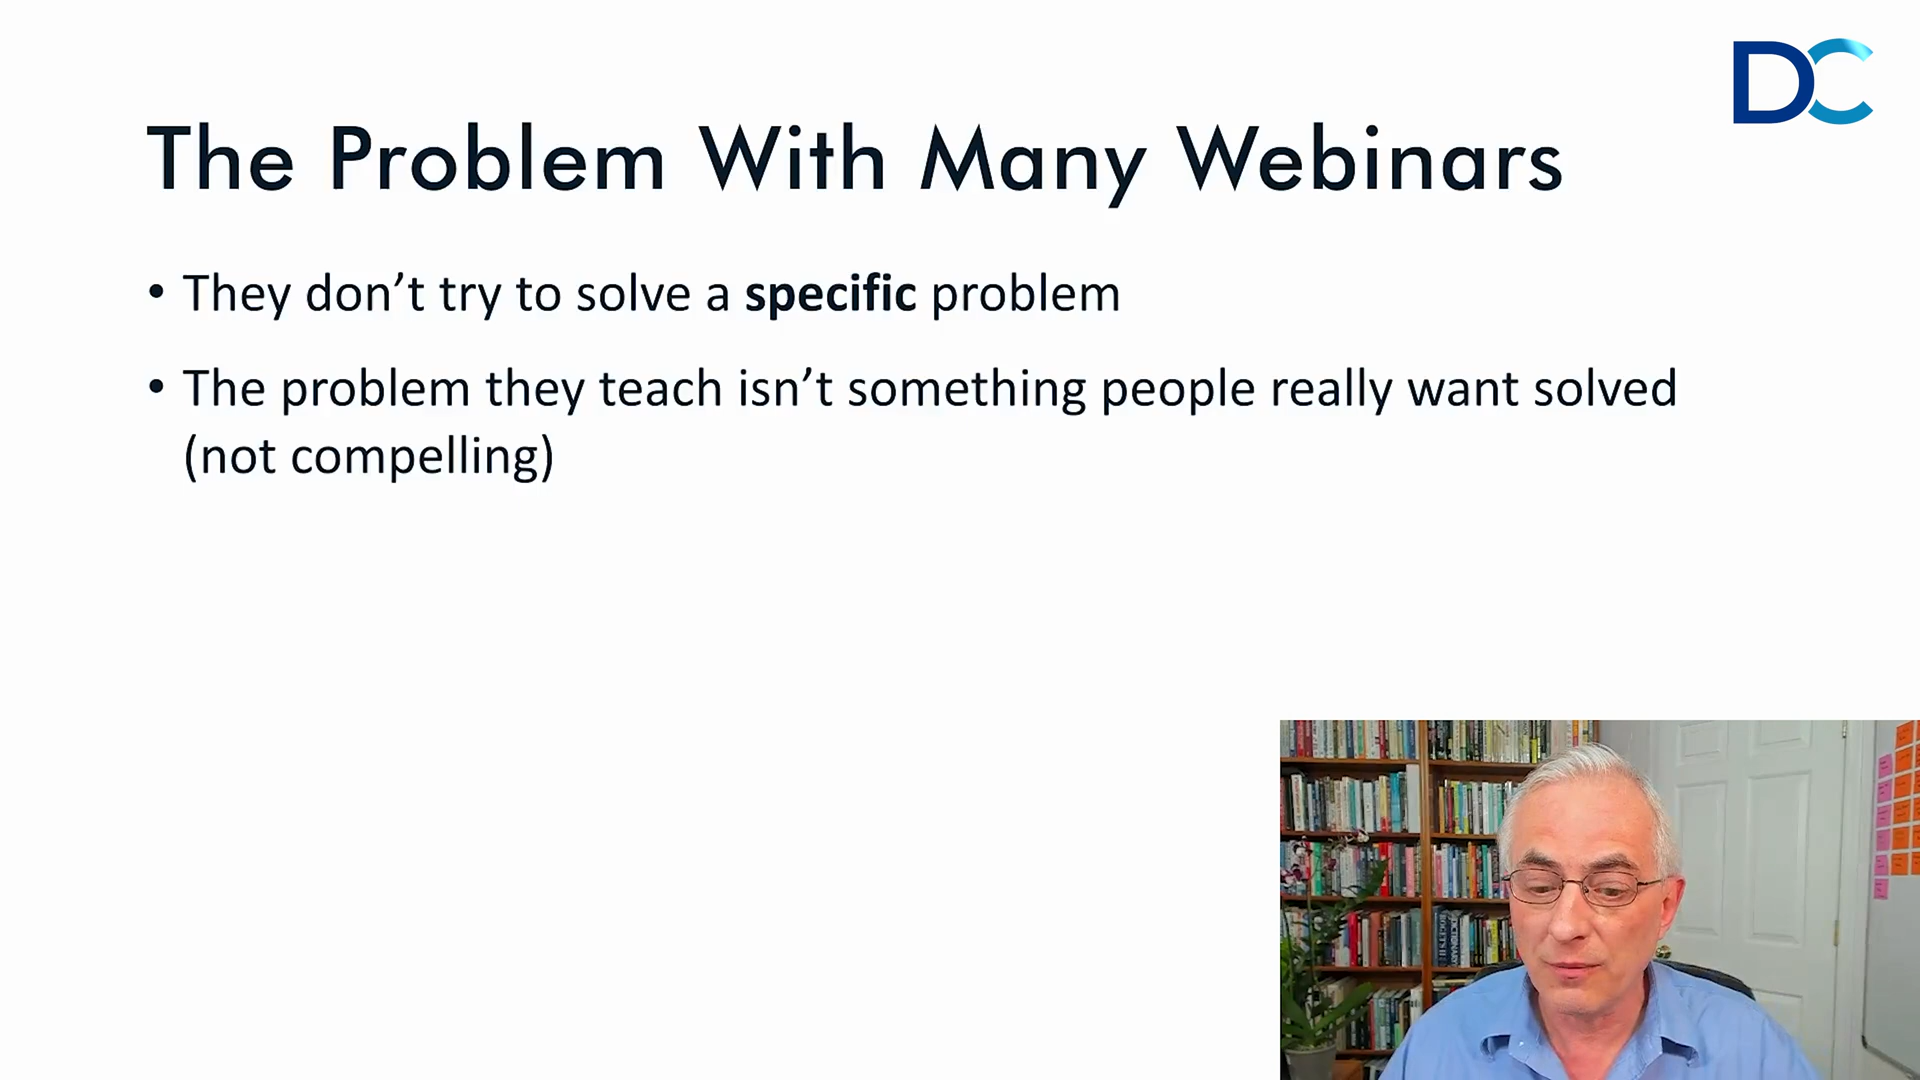 DC
The Problem With Many Webinars
• They don’t try to solve a specific problem
• The problem they teach isn’t something people really want solved
(not compelling)